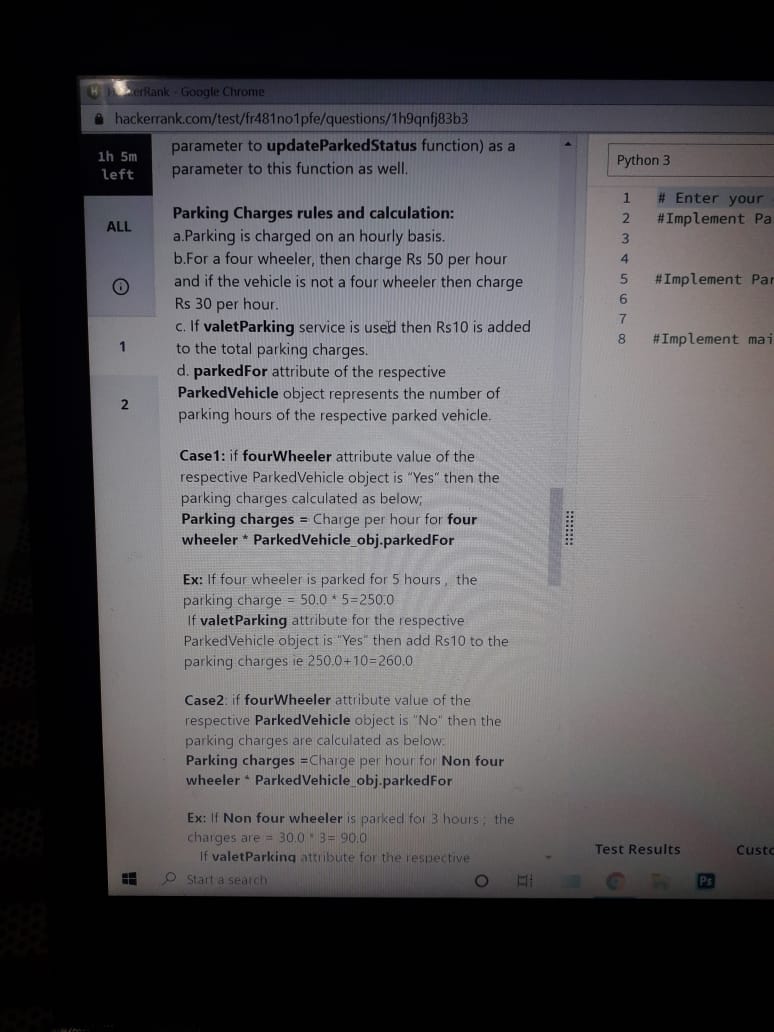 HackerRank - Google Chrome
hackerrank.com/test/fr481no1pfe/questions/1h9qnfj83b3
1h 5m
left
ALL
1
2
parameter to updateParkedStatus function) as a
parameter to this function as well.
Parking Charges rules and calculation:
a.Parking is charged on an hourly basis.
b.For a four wheeler, then charge Rs 50 per hour
and if the vehicle is not a four wheeler then charge
Rs 30 per hour.
c. If valetParking service is used then Rs10 is added
to the total parking charges.
d. parkedFor attribute of the respective
ParkedVehicle object represents the number of
parking hours of the respective parked vehicle.
Case1: if fourWheeler attribute value of the
respective ParkedVehicle object is "Yes" then the
parking charges calculated as below;
Parking charges = Charge per hour for four
wheeler * ParkedVehicle_obj.parkedFor
Ex: If four wheeler is parked for 5 hours , the
parking charge = 50.0 * 5=250.0
If valetParking attribute for the respective
ParkedVehicle object is "Yes" then add Rs10 to the
parking charges ie 250.0+10=260.0
Case2: if fourWheeler attribute value of the
respective ParkedVehicle object is "No" then the
parking charges are calculated as below:
Parking charges =Charge per hour for Non four
wheeler * ParkedVehicle_obj.parkedFor
Ex: If Non four wheeler is parked for 3 hours ; the
charges are = 30.0 * 3= 90.0
If valetParking attribute for the respective
Python 3
1 # Enter your
2 #Implement Pa
3
4
5 #Implement Par
6
7
8 #Implement mai
Test Results
Custo
Start a search
Ps